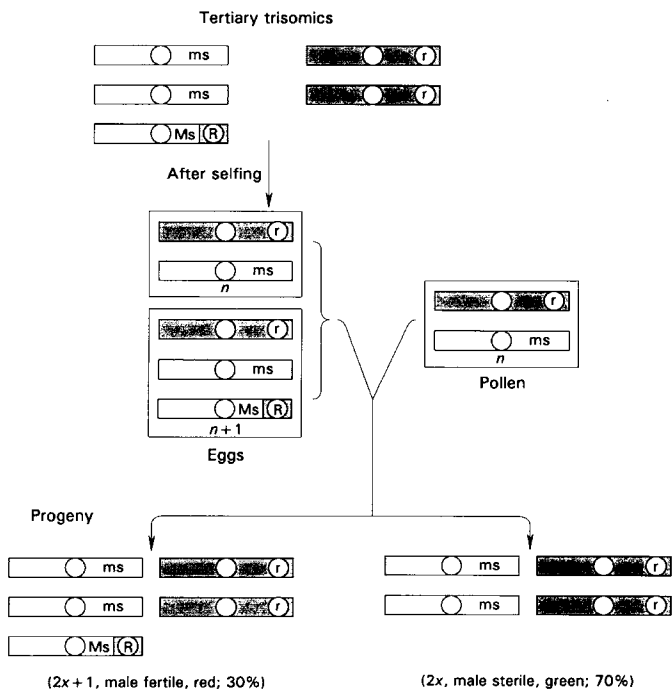 Tertiary trisomics
ms r
ms r
Ms R
After selfing
r
ms
n
r
ms
Ms R
n + 1
Eggs
r
ms
n
Pollen
Progeny
ms r ms r
ms r ms r
Ms R
(2x + 1, male fertile, red; 30%) (2x, male sterile, green; 70%)